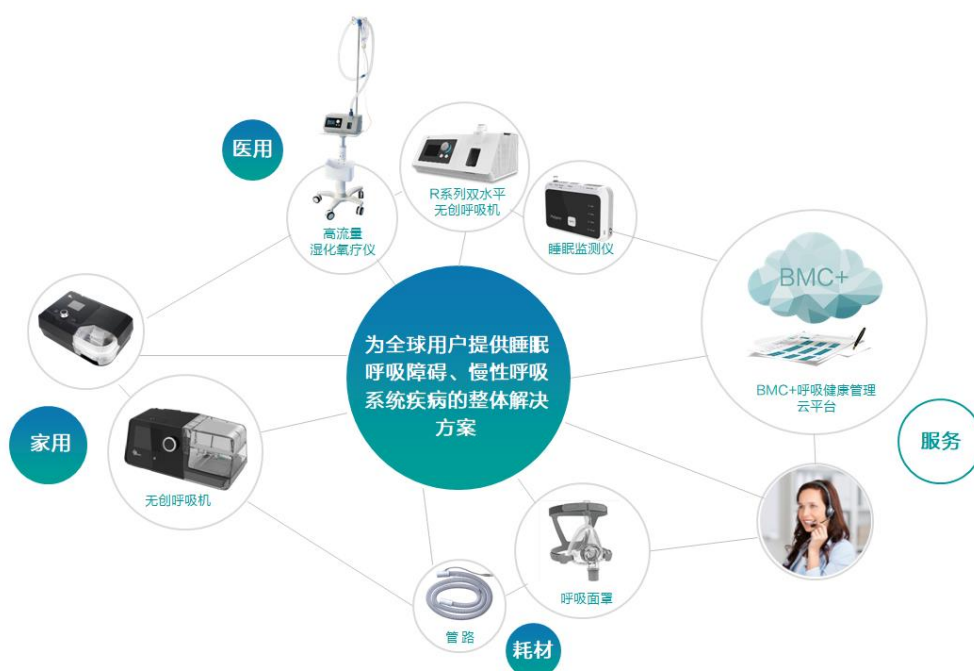 医用
R系列双水平
无创呼吸机
高流量
湿化氧疗仪
睡眠监测仪
BMC+
为全球用户提供睡眠
呼吸障碍、慢性呼吸
系统疾病的整体解决
方案
BMC+呼吸健康管理
云平台
家用
服务
无创呼吸机
呼吸面罩
管路
耗材